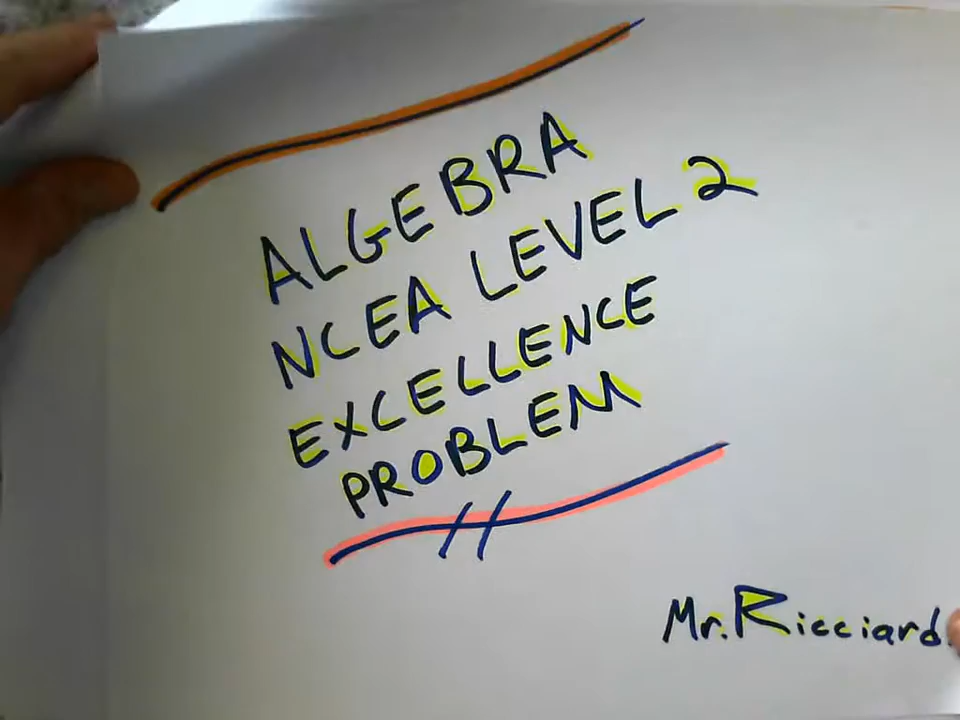 ALGEBRA
NCEA LEVEL 2
EXCELLENCE
PROBLEM
Mr. Ricciard